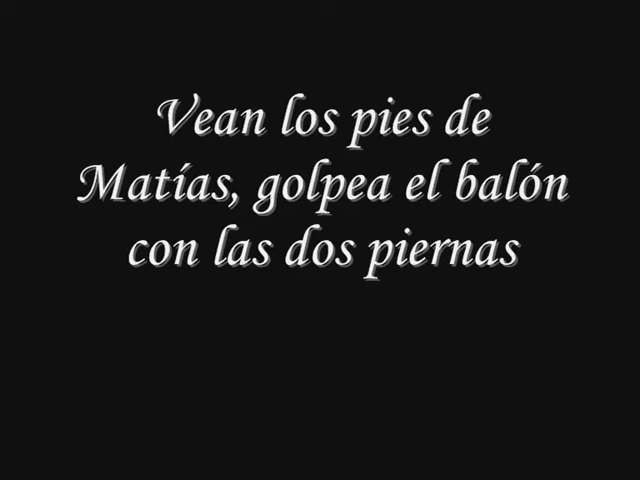 Vean los pies de
Matías, golpea el balón
con las dos piernas